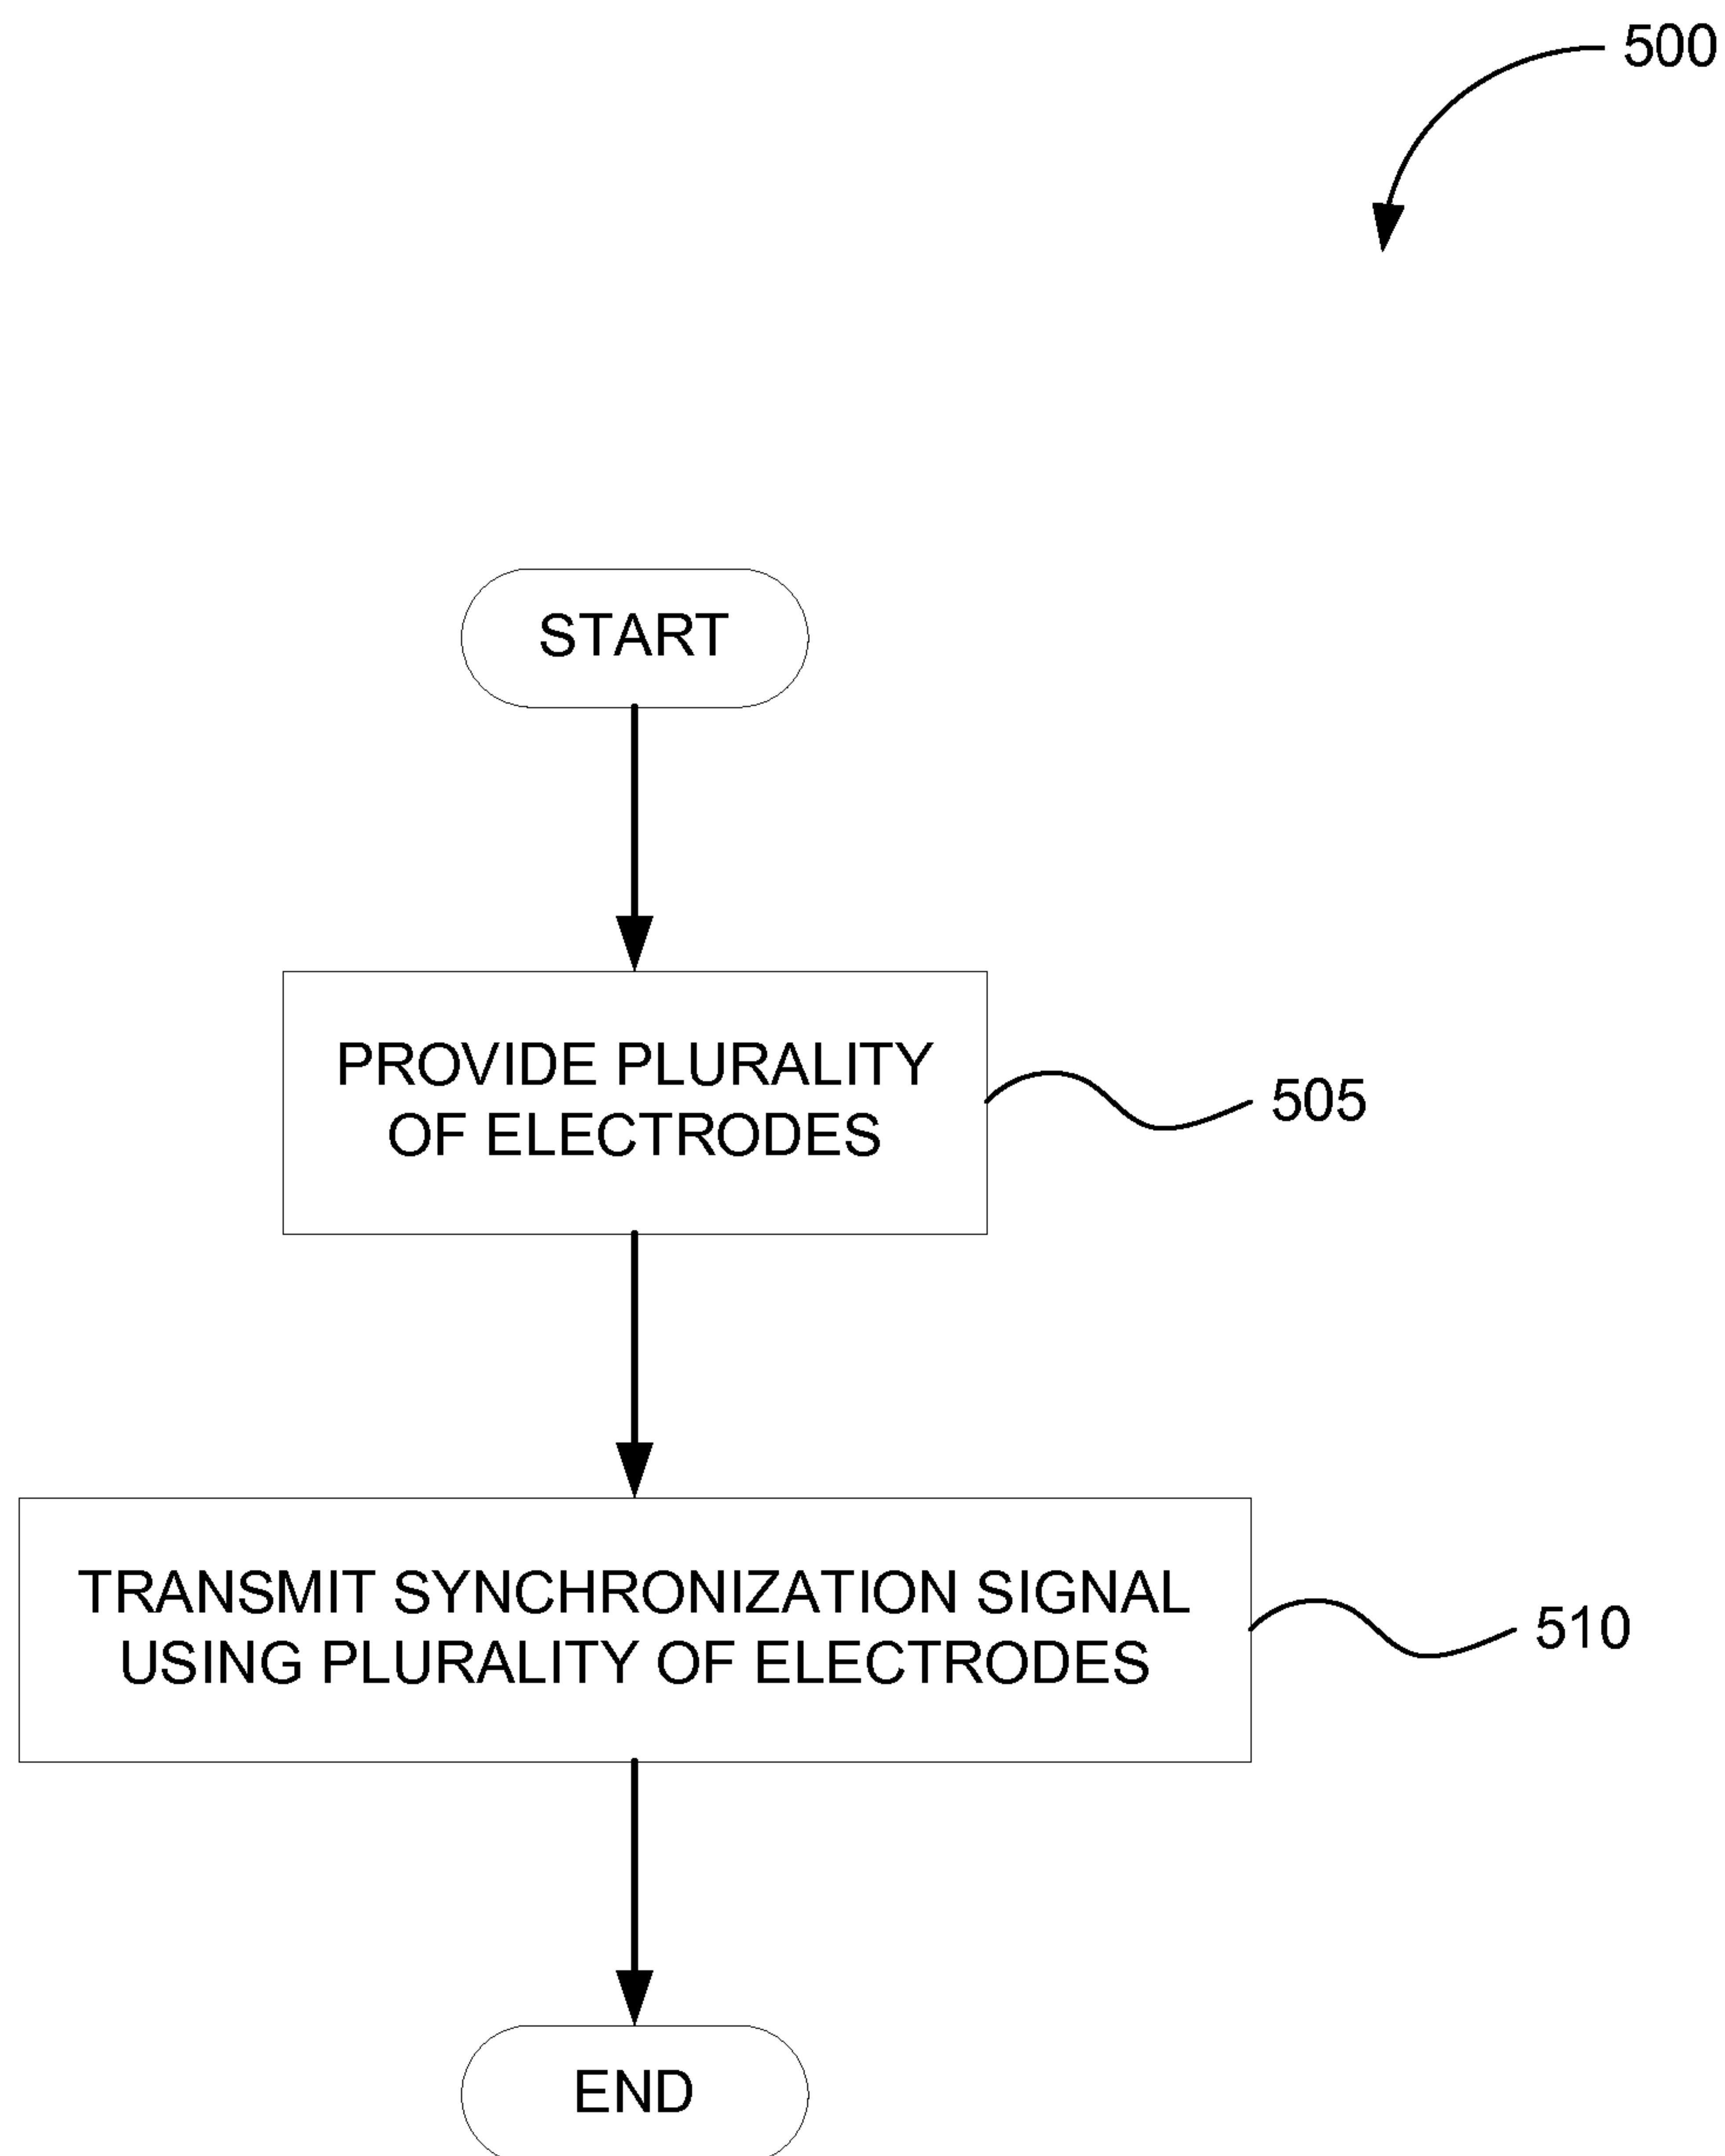 500
START
PROVIDE PLURALITY
OF ELECTRODES
505
TRANSMIT SYNCHRONIZATION SIGNAL
USING PLURALITY OF ELECTRODES
510
END